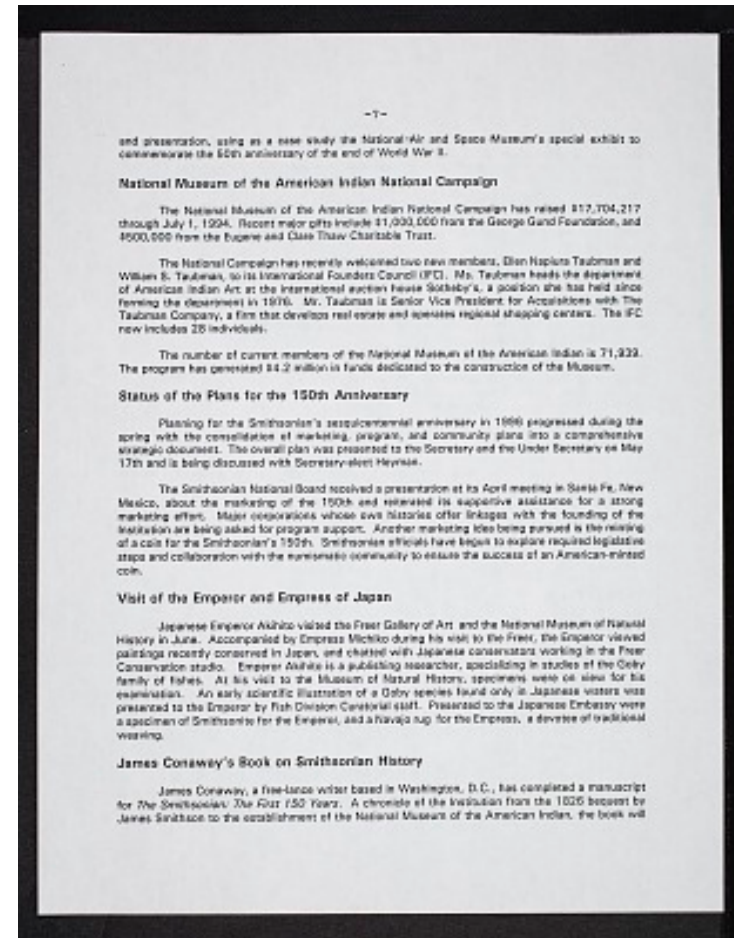 -7-
and presentation, using as a case study the National Air and Space Museum's special exhibit to
commemorate the 50th anniversary of the end of World War II.
National Museum of the American Indian National Campaign
The National Museum of the American Indian National Campaign has raised $17,704,217
through July 1, 1994. Recent major gifts include $1,000,000 from the George Gund Foundation, and
$500,000 from the Eugene and Clare Thaw Charitable Trust.
The National Campaign has recently welcomed two new members, Ellen Napiura Taubman and
William S. Taubman, to its International Founders Council (IFC). Ms. Taubman heads the department
of American Indian Art at the international auction house Sotheby's, a position she has held since
forming the department in 1976. Mr. Taubman is Senior Vice President for Acquisitions with The
Taubman Company, a firm that develops real estate and operates regional shopping centers. The IFC
now includes 28 individuals.
The number of current members of the National Museum of the American Indian is 71,939.
The program has generated $4.2 million in funds dedicated to the construction of the Museum.
Status of the Plans for the 150th Anniversary
Planning for the Smithsonian's sesquicentennial anniversary in 1996 progressed during the
spring with the consolidation of marketing, program, and community plans into a comprehensive
strategic document. The overall plan was presented to the Secretary and the Under Secretary on May
17th and is being discussed with Secretary-elect Heyman.
The Smithsonian National Board received a presentation at its April meeting in Santa Fe, New
Mexico, about the marketing of the 150th and reiterated its supportive assistance for a strong
marketing effort. Major corporations whose own histories offer linkages with the founding of the
Institution are being asked for program support. Another marketing idea being pursued is the minting
of a coin for the Smithsonian's 150th. Smithsonian officials have begun to explore required legislative
steps and collaboration with the numismatic community to ensure the success of an American-minted
coin.
Visit of the Emperor and Empress of Japan
Japanese Emperor Akihito visited the Freer Gallery of Art and the National Museum of Natural
History in June. Accompanied by Empress Michiko during his visit to the Freer, the Emperor viewed
paintings recently conserved in Japan, and chatted with Japanese conservators working in the Freer
Conservation studio. Emperor Akihito is a publishing researcher, specializing in studies of the Goby
family of fishes. At his visit to the Museum of Natural History, specimens were on view for his
examination. An early scientific illustration of a Goby species found only in Japanese waters was
presented to the Emperor by Fish Division Curatorial staff. Presented to the Japanese Embassy were
a specimen of Smithsonite for the Emperor, and a Navajo rug for the Empress, a devotee of traditional
weaving.
James Conaway's Book on Smithsonian History
James Conaway, a free-lance writer based in Washington, D.C., has completed a manuscript
for The Smithsonian: The First 150 Years. A chronicle of the Institution from the 1826 bequest by
James Smithson to the establishment of the National Museum of the American Indian, the book will